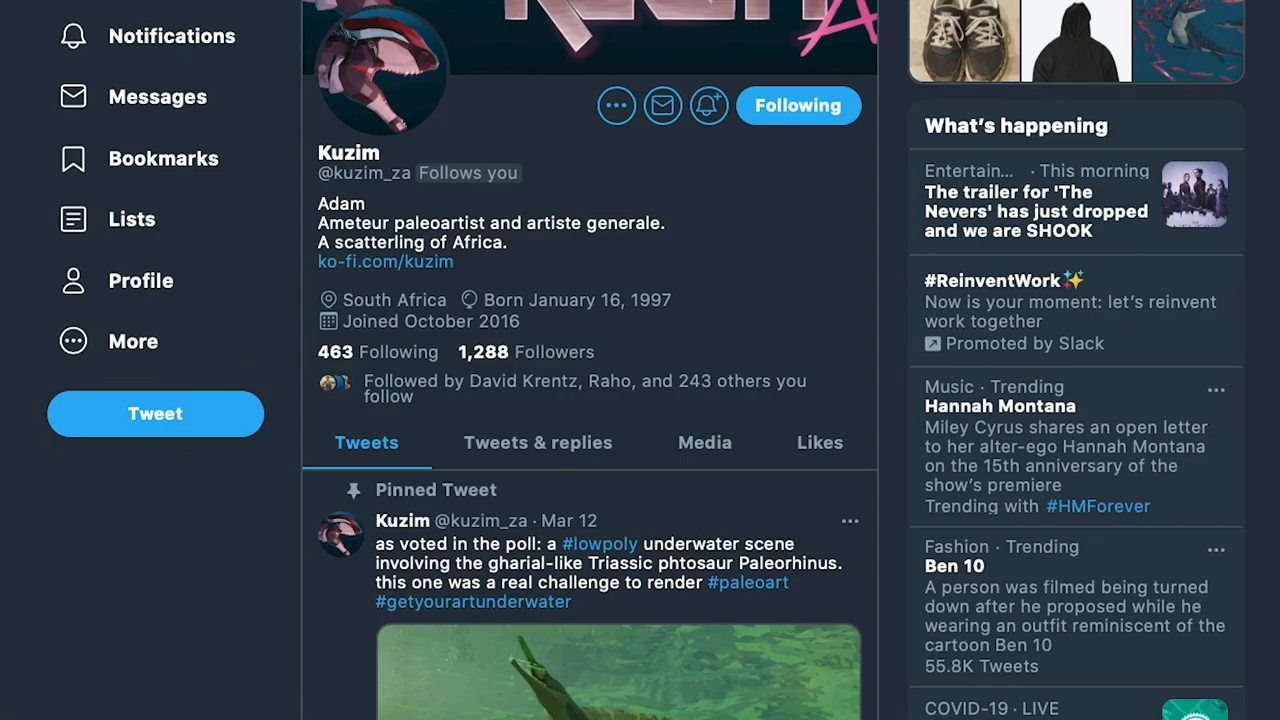 Notifications
Messages
Bookmarks
Lists
Profile
More
Tweet
Following
Kuzim
@kuzim_za Follows you
Adam
Ameteur paleoartist and artiste generale.
A scatterling of Africa.
ko-fi.com/kuzim
South Africa Born January 16, 1997
Joined October 2016
463 Following 1,288 Followers
Followed by David Krentz, Raho, and 243 others you
follow
Tweets Tweets & replies Media Likes
Pinned Tweet
Kuzim @kuzim_za · Mar 12
as voted in the poll: a #lowpoly underwater scene
involving the gharial-like Triassic phtosaur Paleorhinus.
this one was a real challenge to render #paleoart
#getyourartunderwater
What's happening
Entertain... · This morning
The trailer for 'The
Nevers' has just dropped
and we are SHOOK
#ReinventWork✨
Now is your moment: let's reinvent
work together
Promoted by Slack
Music · Trending
Hannah Montana
Miley Cyrus shares an open letter
to her alter-ego Hannah Montana
on the 15th anniversary of the
show's premiere
Trending with #HMForever
Fashion · Trending
Ben 10
A person was filmed being turned
down after he proposed while he
wearing an outfit reminiscent of the
cartoon Ben 10
55.8K Tweets
COVID-19 · LIVE